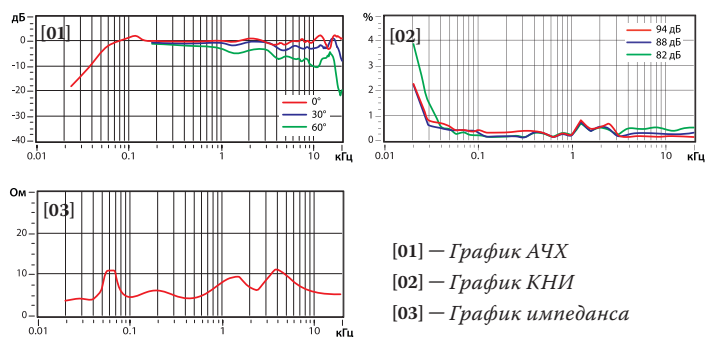 дБ
[01]
0
-10
-20
-30
-40
0°
30°
60°
0.01
0.1
1
10
кГц
%
[02]
4
3
2
1
0
94 дБ
88 дБ
82 дБ
0.01
0.1
1
10
кГц
Ом
[03]
20
10
0
0.01
0.1
1
10
кГц
[01] — График АЧХ
[02] — График КНИ
[03] — График импеданса